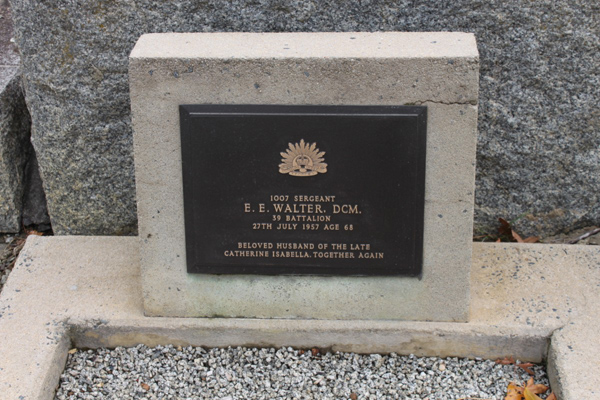 1007 SERGEANT
E. E. WALTER, DCM.
39 BATTALION
27TH JULY 1957 AGE 68
BELOVED HUSBAND OF THE LATE
CATHERINE ISABELLA. TOGETHER AGAIN